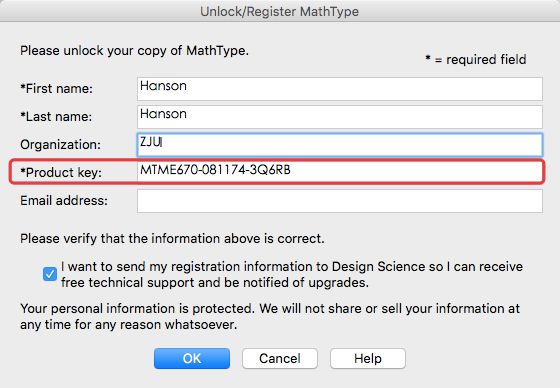 Unlock/Register MathType
Please unlock your copy of MathType.
* = required field
*First name: Hanson
*Last name: Hanson
Organization: ZJU
*Product key: MTME670-081174-3Q6RB
Email address:
Please verify that the information above is correct.
I want to send my registration information to Design Science so I can receive
free technical support and be notified of upgrades.
Your personal information is protected. We will not share or sell your information at
any time for any reason whatsoever.
OK Cancel Help